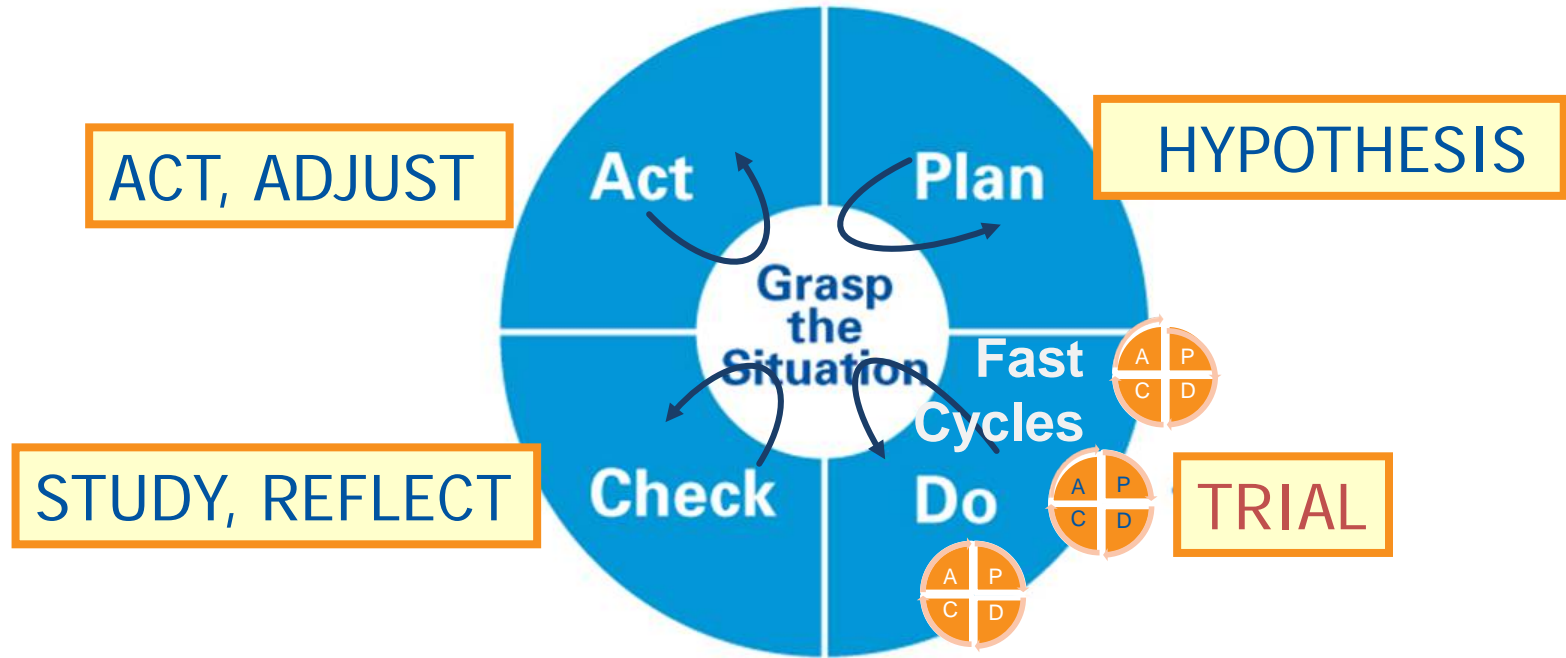 ACT, ADJUST
Act
Plan
HYPOTHESIS
Grasp
the
Situation
Fast
Cycles
A P
C D
STUDY, REFLECT
Check
Do
A P
C D
TRIAL
A P
C D